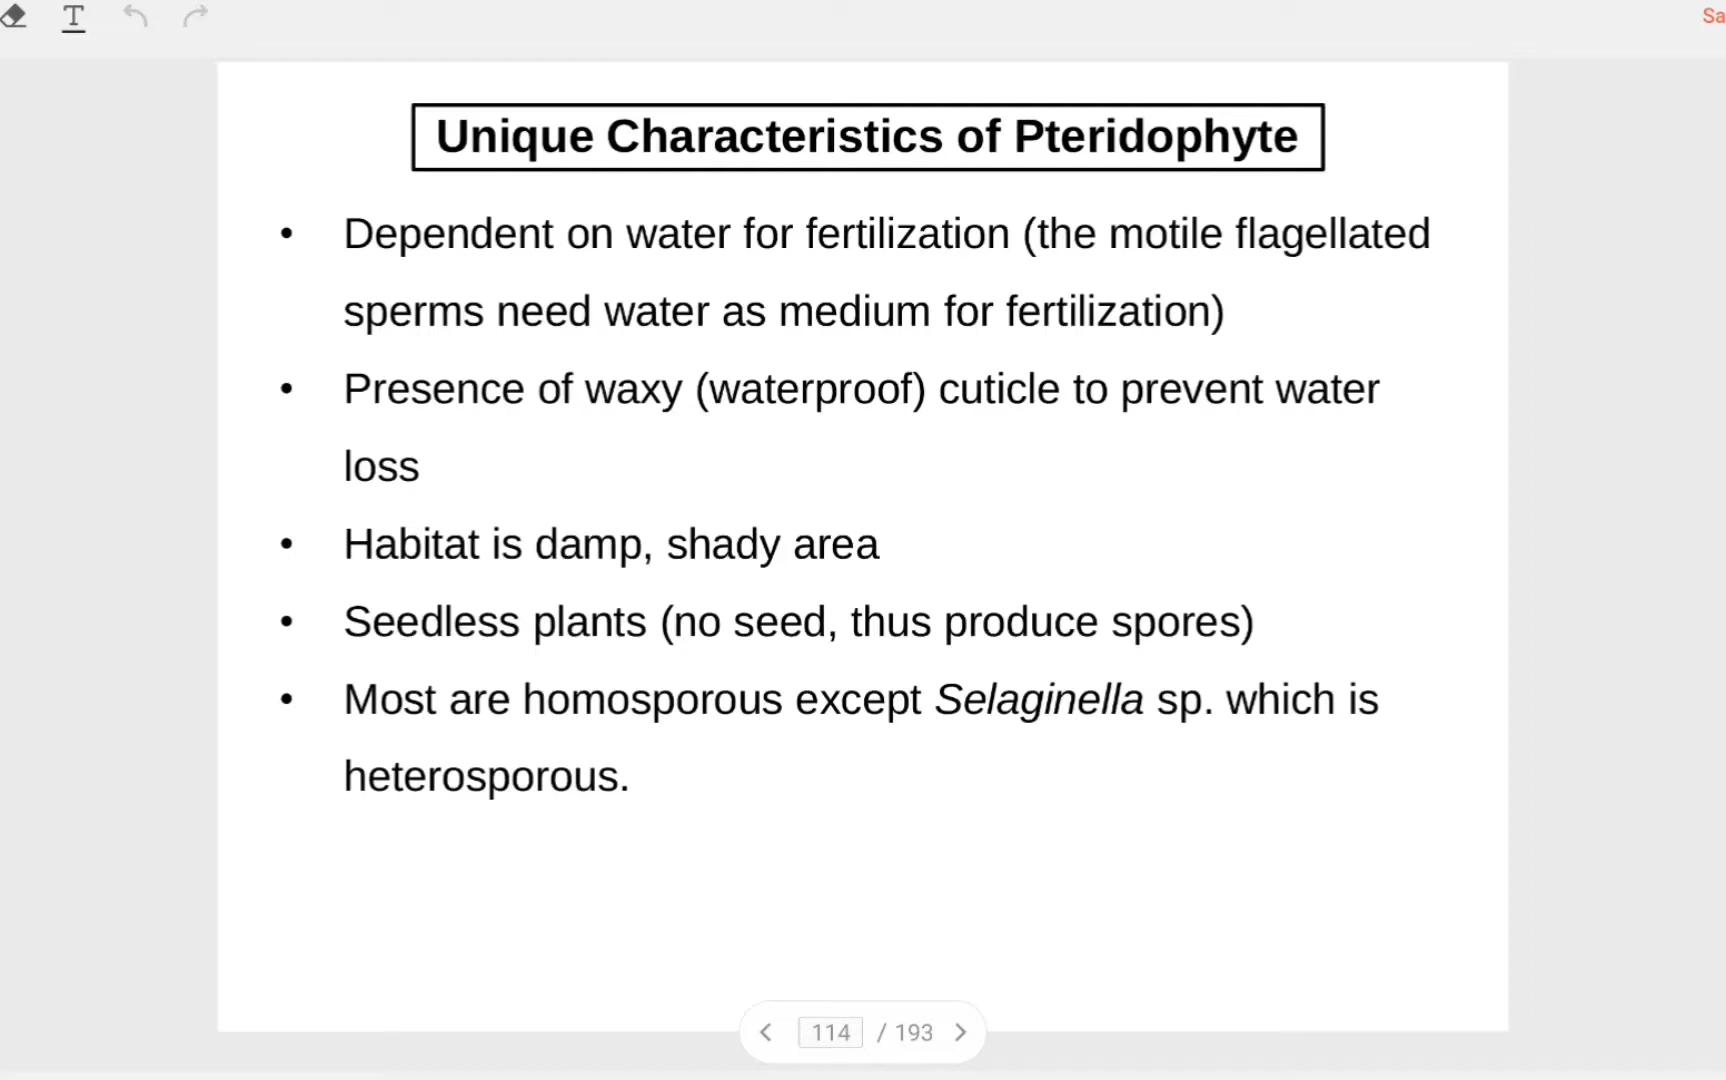 T
Sa
Unique Characteristics of Pteridophyte
• Dependent on water for fertilization (the motile flagellated
sperms need water as medium for fertilization)
• Presence of waxy (waterproof) cuticle to prevent water
loss
• Habitat is damp, shady area
• Seedless plants (no seed, thus produce spores)
• Most are homosporous except Selaginella sp. which is
heterosporous.
114 / 193